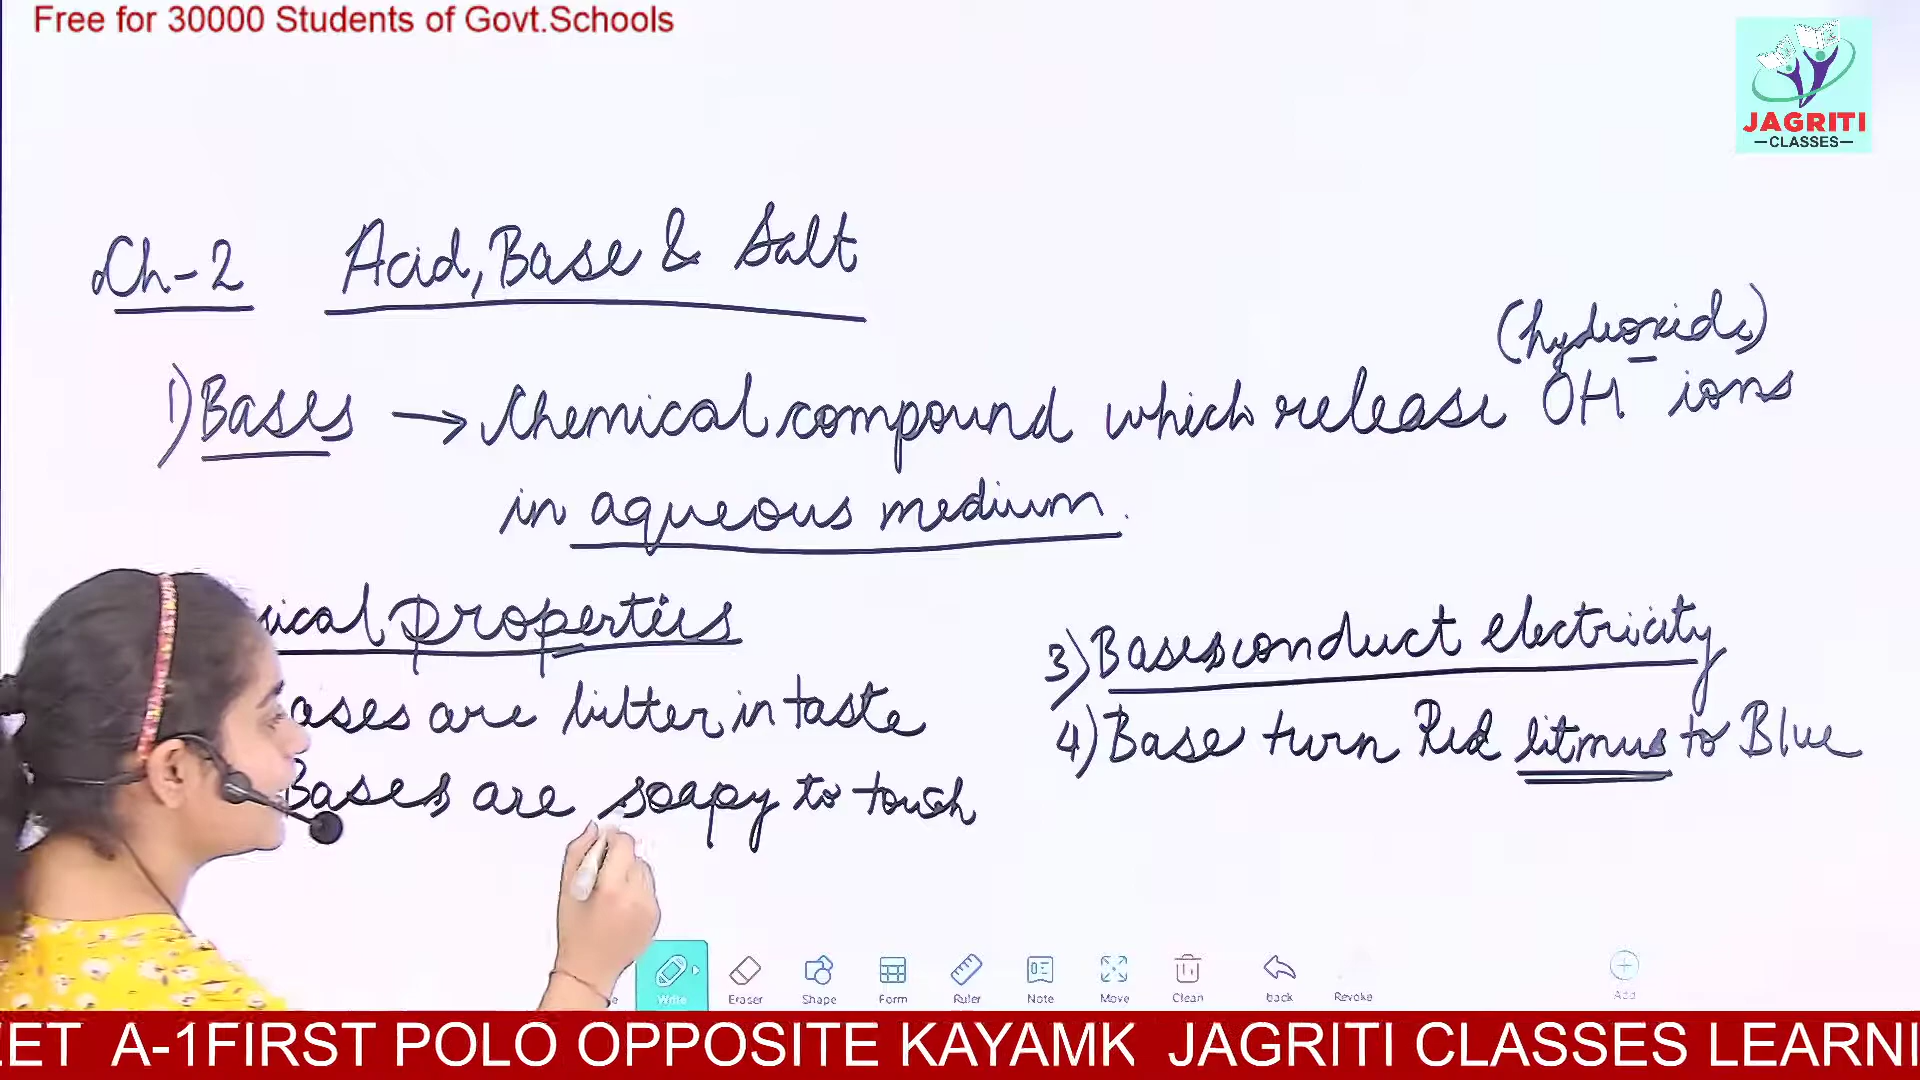 Free for 30000 Students of Govt.Schools
JAGRITI
CLASSES
Ch-2 Acid, Base & Salt
(hydroxide)
1) Bases → Chemical compound which release OH⁻ ions
in aqueous medium.
sical properties
ases are bitter in taste
Bases are soapy to touch
3) Bases conduct electricity
4) Base turn Red litmus to Blue
Write Eraser Shape Form Ruler Note Move Clean back Revoke Add
EET A-1FIRST POLO OPPOSITE KAYAMK JAGRITI CLASSES LEARNI